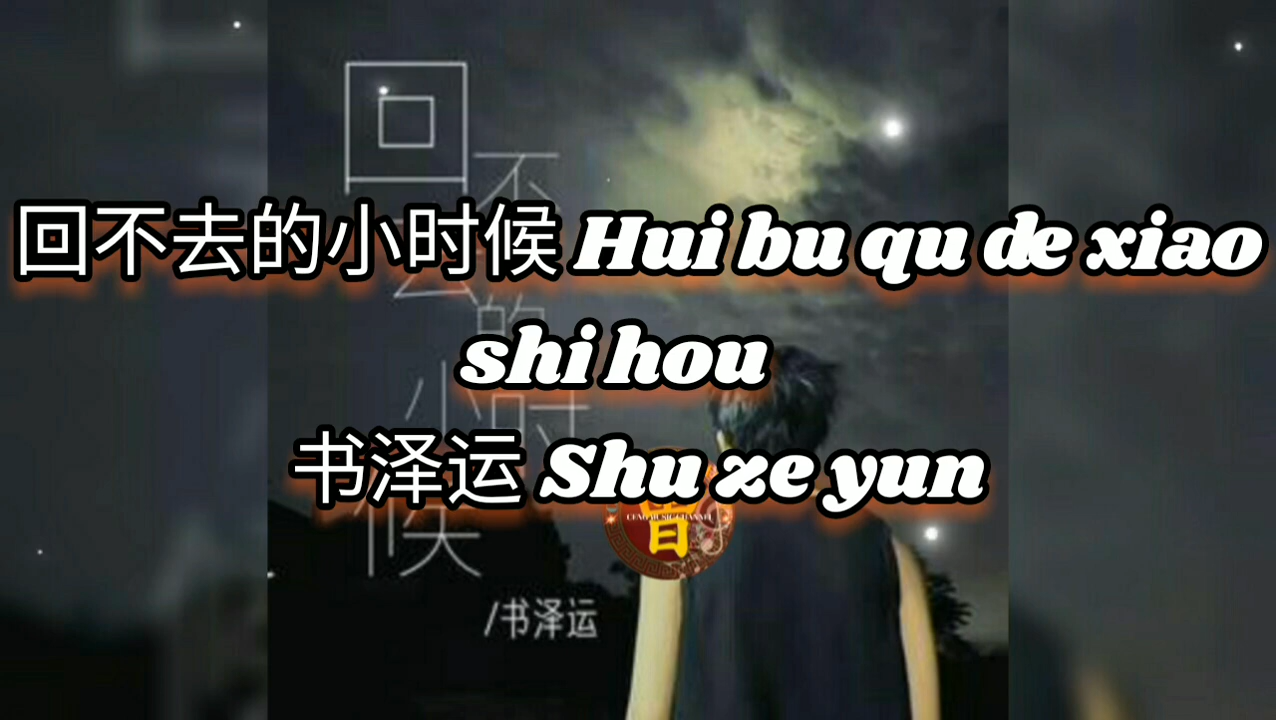 回不去的小时候 Hui bu qu de xiao
shi hou
书泽运 Shu ze yun
回
不
去
的
小时
候
/书泽运
音